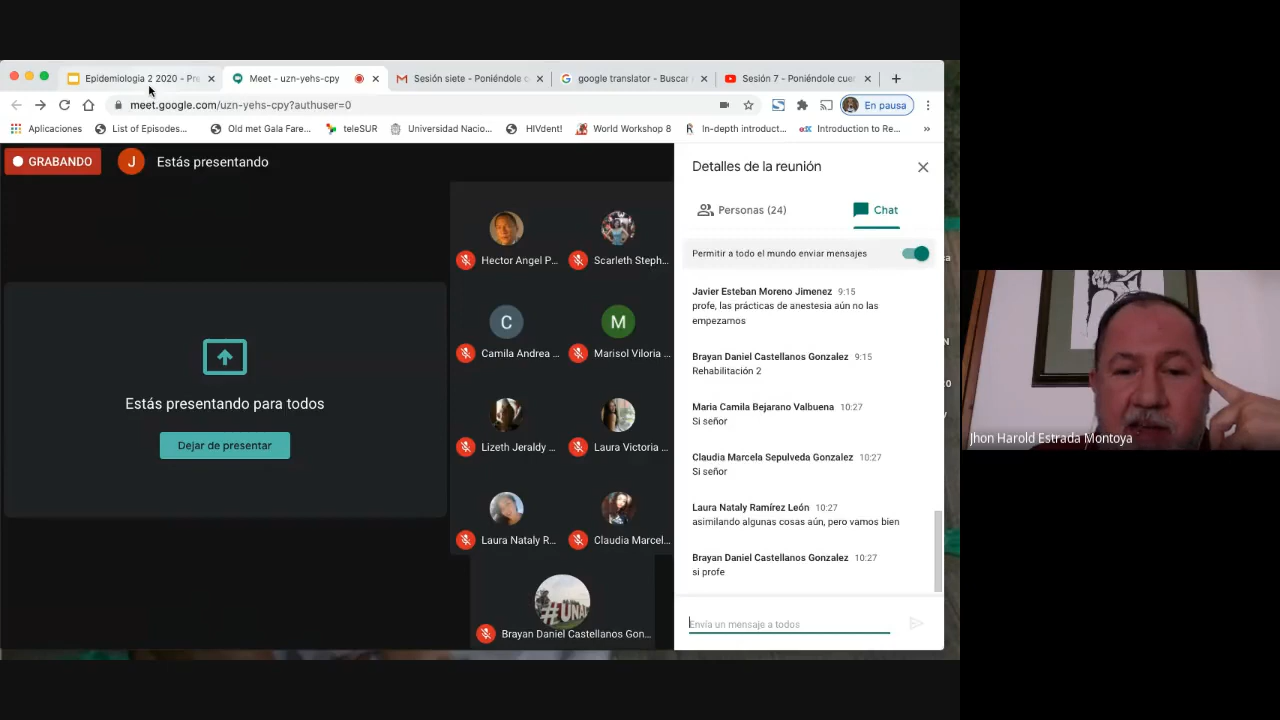 Epidemiologia 2 2020 - Pre
Meet - uzn-yehs-cpy
Sesión siete - Poniéndole c
google translator - Buscar
Sesión 7 - Poniéndole cue
meet.google.com/uzn-yehs-cpy?authuser=0
En pausa
Aplicaciones
List of Episodes...
Old met Gala Fare...
teleSUR
Universidad Nacio...
HIVdent!
World Workshop 8
In-depth introduct...
Introduction to Re...
»
GRABANDO
J
Estás presentando
Detalles de la reunión
Personas (24)
Chat
Permitir a todo el mundo enviar mensajes
Hector Angel P...
Scarleth Steph...
C
Camila Andrea ...
M
Marisol Viloria ...
Lizeth Jeraldy ...
Laura Victoria ...
Laura Nataly R...
Claudia Marcel...
#UNA
Brayan Daniel Castellanos Gon...
Estás presentando para todos
Dejar de presentar
Javier Esteban Moreno Jimenez 9:15
profe, las prácticas de anestesia aún no las
empezamos
Brayan Daniel Castellanos Gonzalez 9:15
Rehabilitación 2
Maria Camila Bejarano Valbuena 10:27
Si señor
Claudia Marcela Sepulveda Gonzalez 10:27
Si señor
Laura Nataly Ramírez León 10:27
asimilando algunas cosas aún, pero vamos bien
Brayan Daniel Castellanos Gonzalez 10:27
si profe
Envía un mensaje a todos
Jhon Harold Estrada Montoya